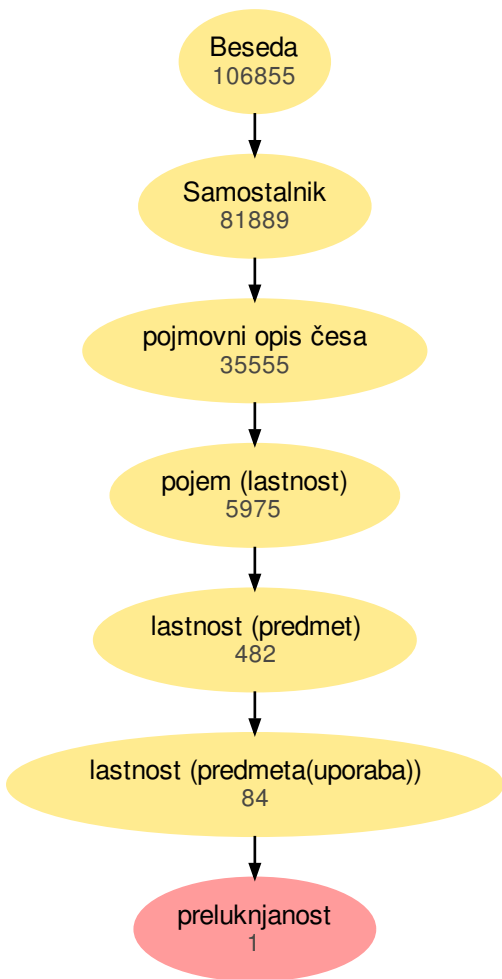 Beseda
106855
Samostalnik
81889
pojmovni opis česa
35555
pojem (lastnost)
5975
lastnost (predmet)
482
lastnost (predmeta(uporaba))
84
preluknjanost
1